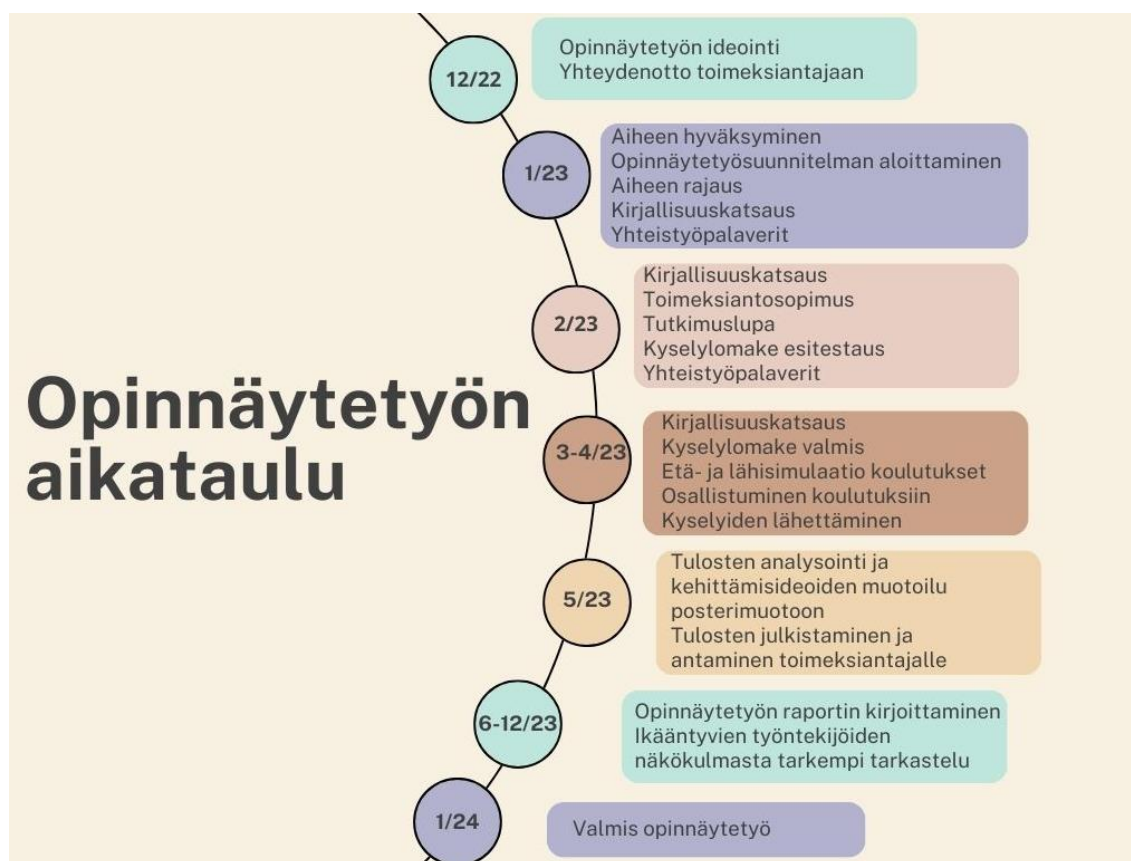 Opinnäytetyön
aikataulu
12/22
Opinnäytetyön ideointi
Yhteydenotto toimeksiantajaan
1/23
Aiheen hyväksyminen
Opinnäytetyösuunnitelman aloittaminen
Aiheen rajaus
Kirjallisuuskatsaus
Yhteistyöpalaverit
2/23
Kirjallisuuskatsaus
Toimeksiantosopimus
Tutkimuslupa
Kyselylomake esitestaus
Yhteistyöpalaverit
3-4/23
Kirjallisuuskatsaus
Kyselylomake valmis
Etä- ja lähisimulaatio koulutukset
Osallistuminen koulutuksiin
Kyselyiden lähettäminen
5/23
Tulosten analysointi ja
kehittämisideoiden muotoilu
posterimuotoon
Tulosten julkistaminen ja
antaminen toimeksiantajalle
6-12/23
Opinnäytetyön raportin kirjoittaminen
Ikääntyvien työntekijöiden
näkökulmasta tarkempi tarkastelu
1/24
Valmis opinnäytetyö